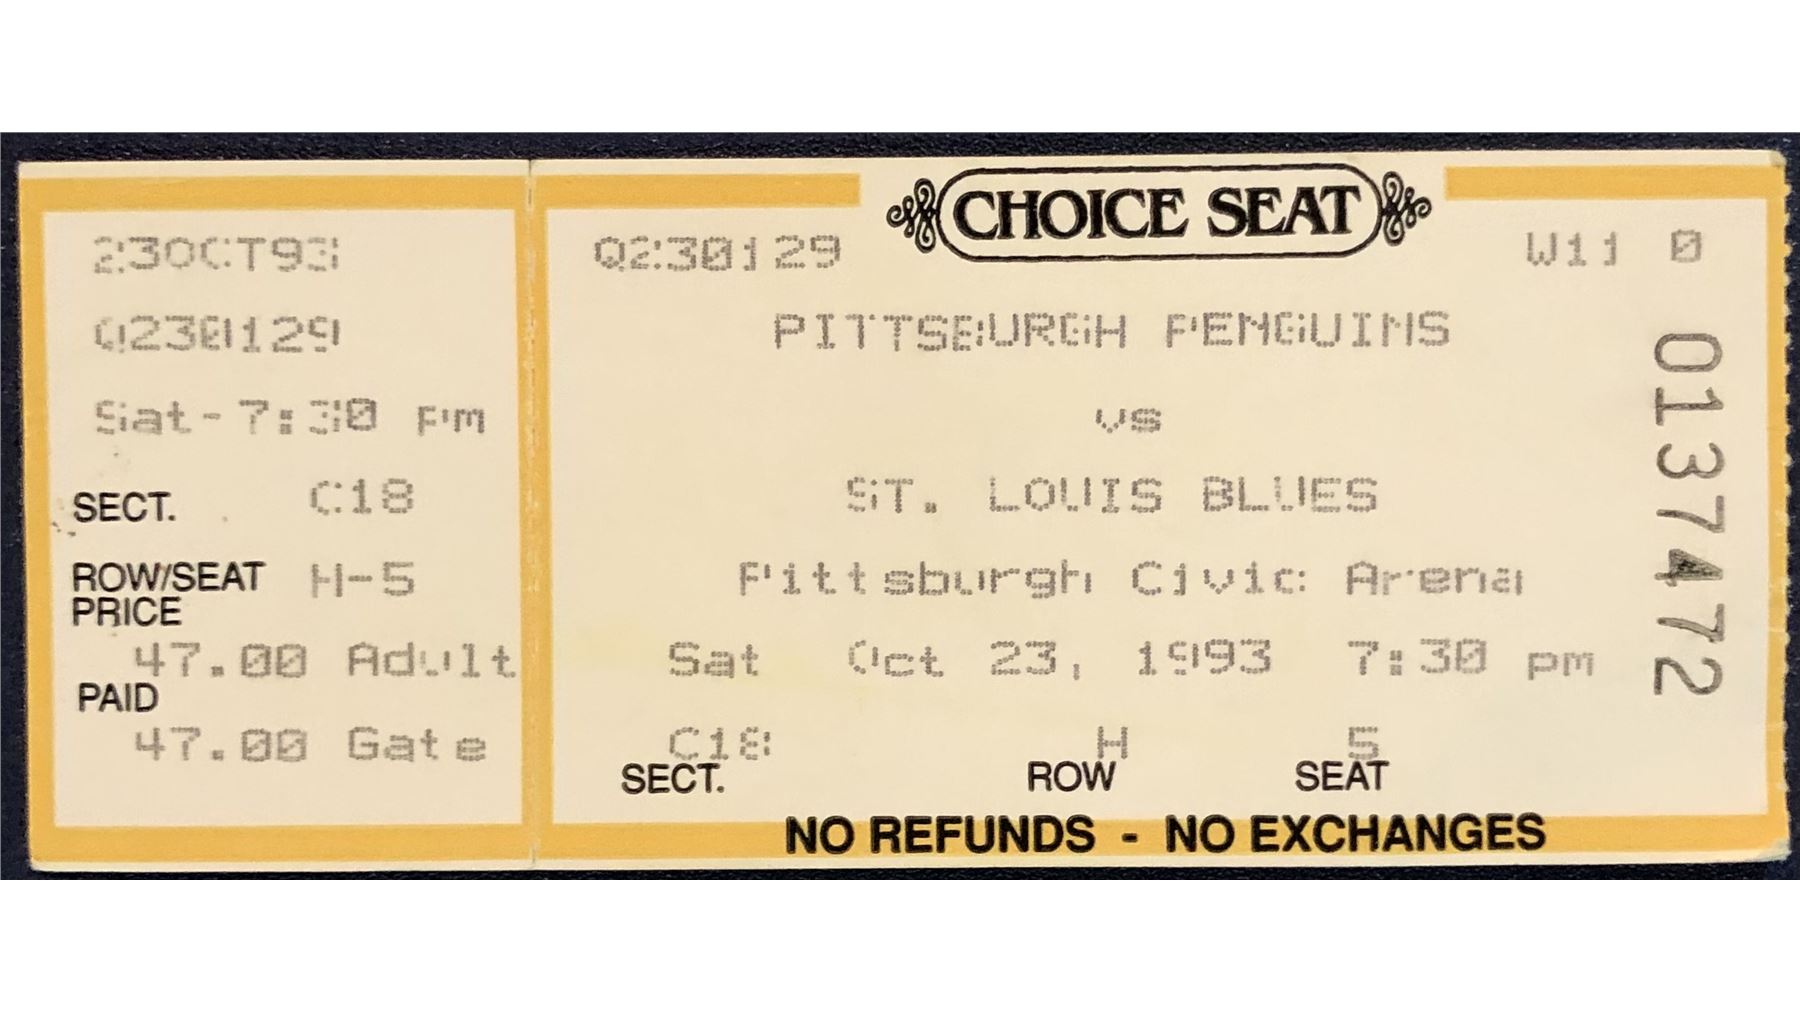 23OCT93
Q230129
Sat-7:30 pm
SECT. C18
ROW/SEAT H-5
PRICE
47.00 Adult
PAID
47.00 Gate
CHOICE SEAT
Q230129 W11 0
PITTSBURGH PENGUINS
vs
ST. LOUIS BLUES
Pittsburgh Civic Arena
Sat Oct 23, 1993 7:30 pm
C18 H 5
SECT. ROW SEAT
NO REFUNDS - NO EXCHANGES
0137472